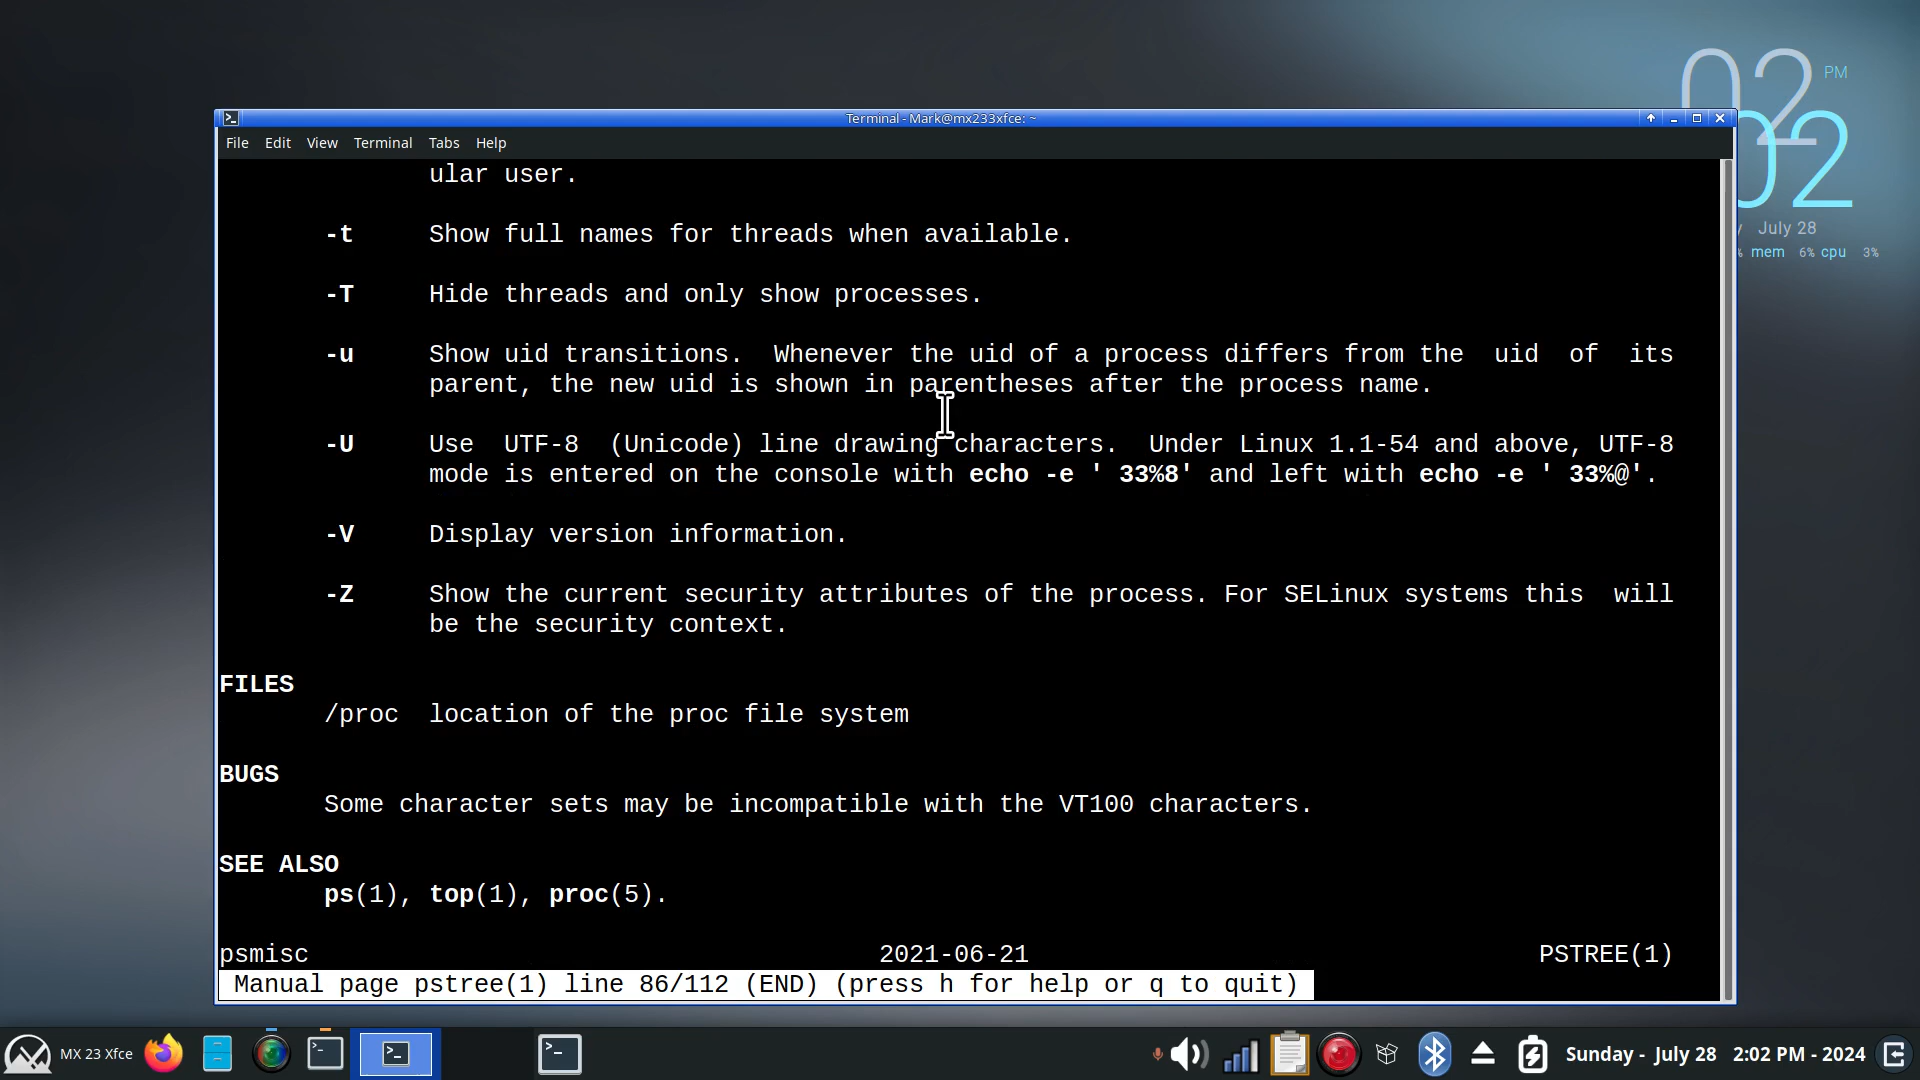 02 PM
02
Terminal - Mark@mx233xfce: ~
File Edit View Terminal Tabs Help
July 28
mem 6% cpu 3%
ular user.
-t Show full names for threads when available.
-T Hide threads and only show processes.
-u Show uid transitions. Whenever the uid of a process differs from the uid of its
parent, the new uid is shown in parentheses after the process name.
-U Use UTF-8 (Unicode) line drawing characters. Under Linux 1.1-54 and above, UTF-8
mode is entered on the console with echo -e ' 33%8' and left with echo -e ' 33%@'.
-V Display version information.
-Z Show the current security attributes of the process. For SELinux systems this will
be the security context.
FILES
/proc location of the proc file system
BUGS
Some character sets may be incompatible with the VT100 characters.
SEE ALSO
ps(1), top(1), proc(5).
psmisc 2021-06-21 PSTREE(1)
Manual page pstree(1) line 86/112 (END) (press h for help or q to quit)
MX 23 Xfce
Sunday - July 28 2:02 PM - 2024